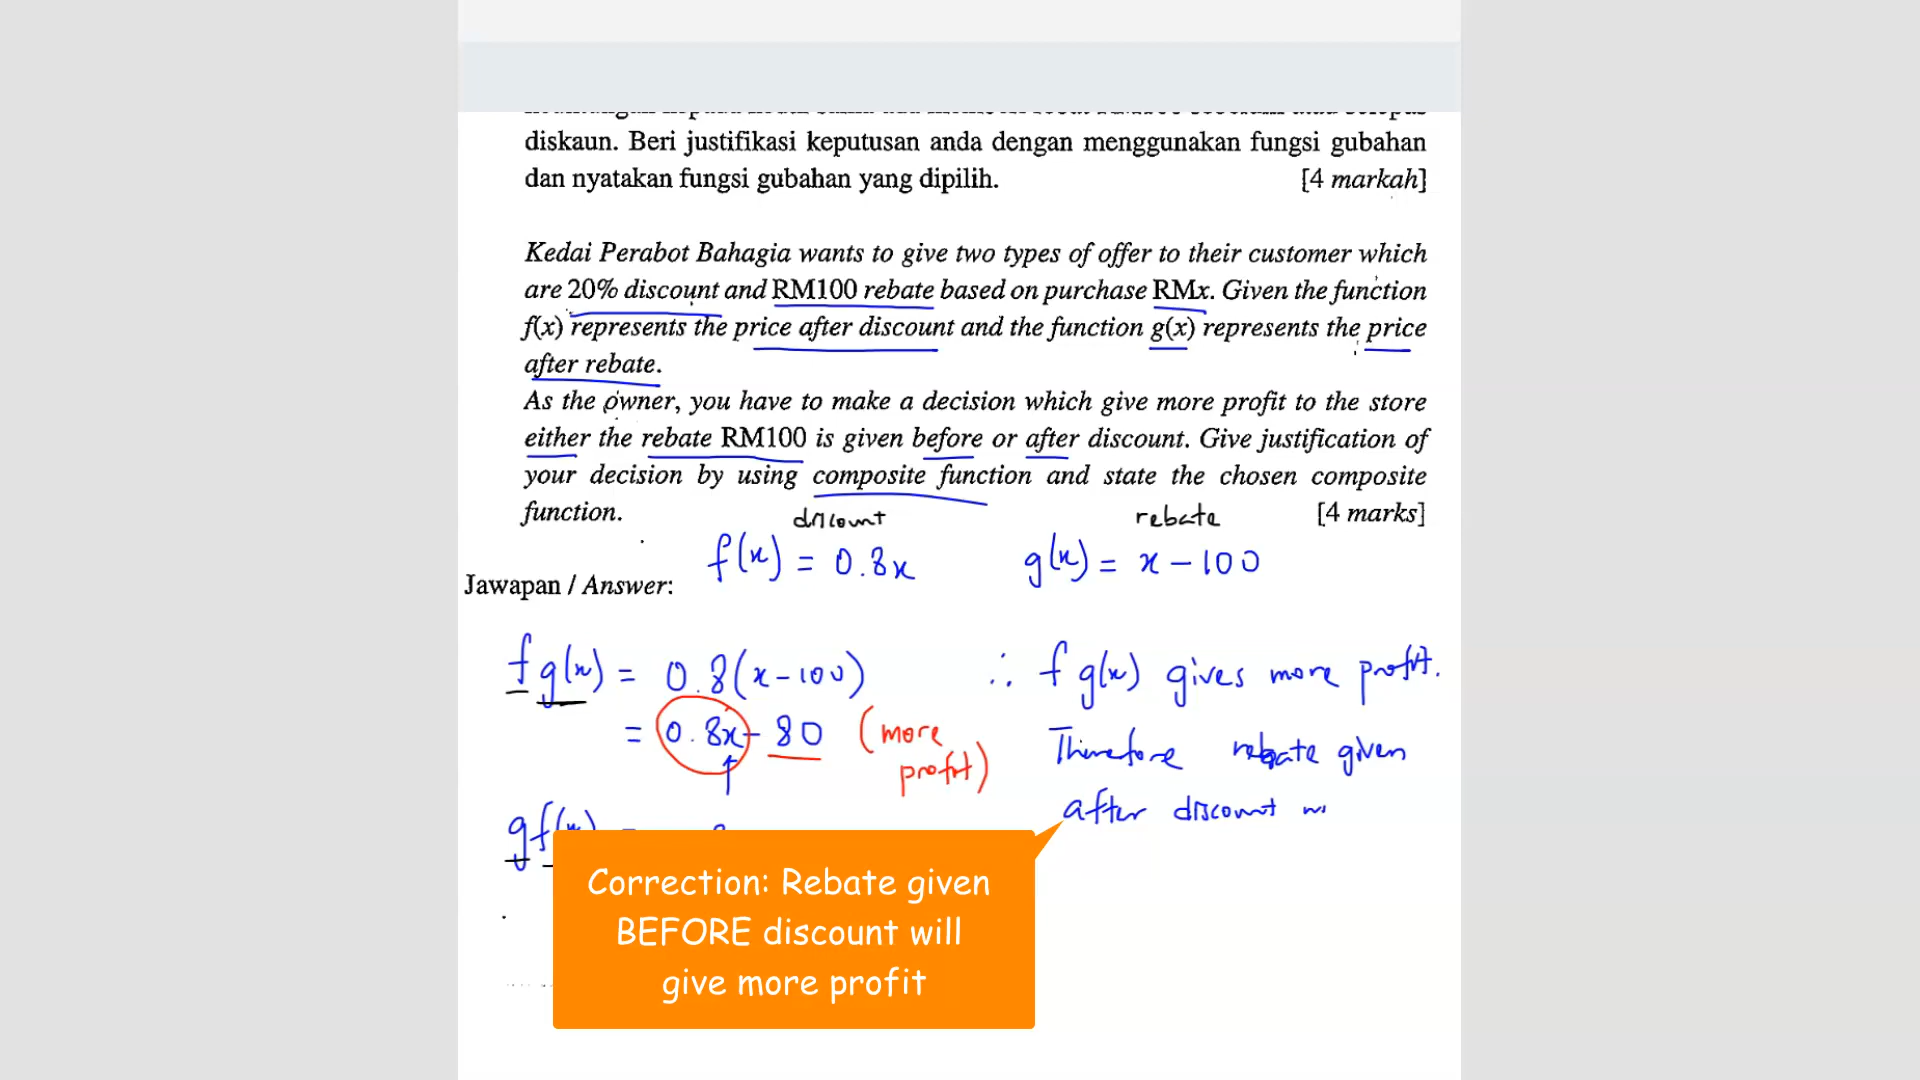 diskaun. Beri justifikasi keputusan anda dengan menggunakan fungsi gubahan
dan nyatakan fungsi gubahan yang dipilih. [4 markah]
Kedai Perabot Bahagia wants to give two types of offer to their customer which
are 20% discount and RM100 rebate based on purchase RMx. Given the function
f(x) represents the price after discount and the function g(x) represents the price
after rebate.
As the owner, you have to make a decision which give more profit to the store
either the rebate RM100 is given before or after discount. Give justification of
your decision by using composite function and state the chosen composite
function. [4 marks]
discount rebate
f(x) = 0.8x g(x) = x - 100
Jawapan / Answer:
fg(x) = 0.8(x-100) ∴ fg(x) gives more profit.
= 0.8x - 80 (more profit) Therefore rebate given
gf(x) = after discount
Correction: Rebate given
BEFORE discount will
give more profit